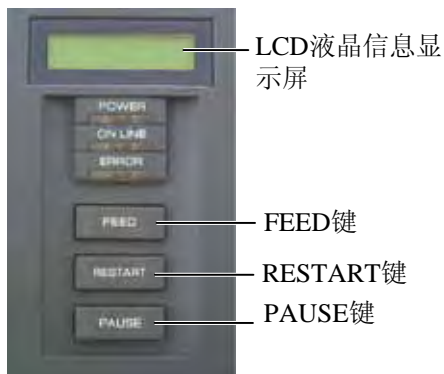 LCD液晶信息显
示屏
POWER
ON LINE
ERROR
FEED
FEED键
RESTART
RESTART键
PAUSE
PAUSE键